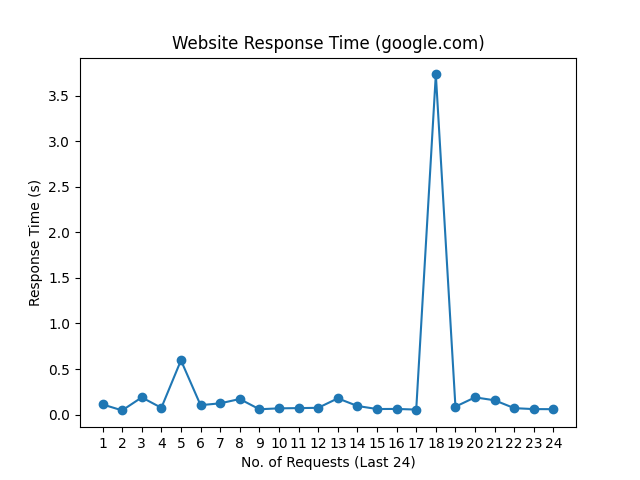 Website Response Time (google.com)
Response Time (s)
3.5
3.0
2.5
2.0
1.5
1.0
0.5
0.0
1 2 3 4 5 6 7 8 9 10 11 12 13 14 15 16 17 18 19 20 21 22 23 24
No. of Requests (Last 24)